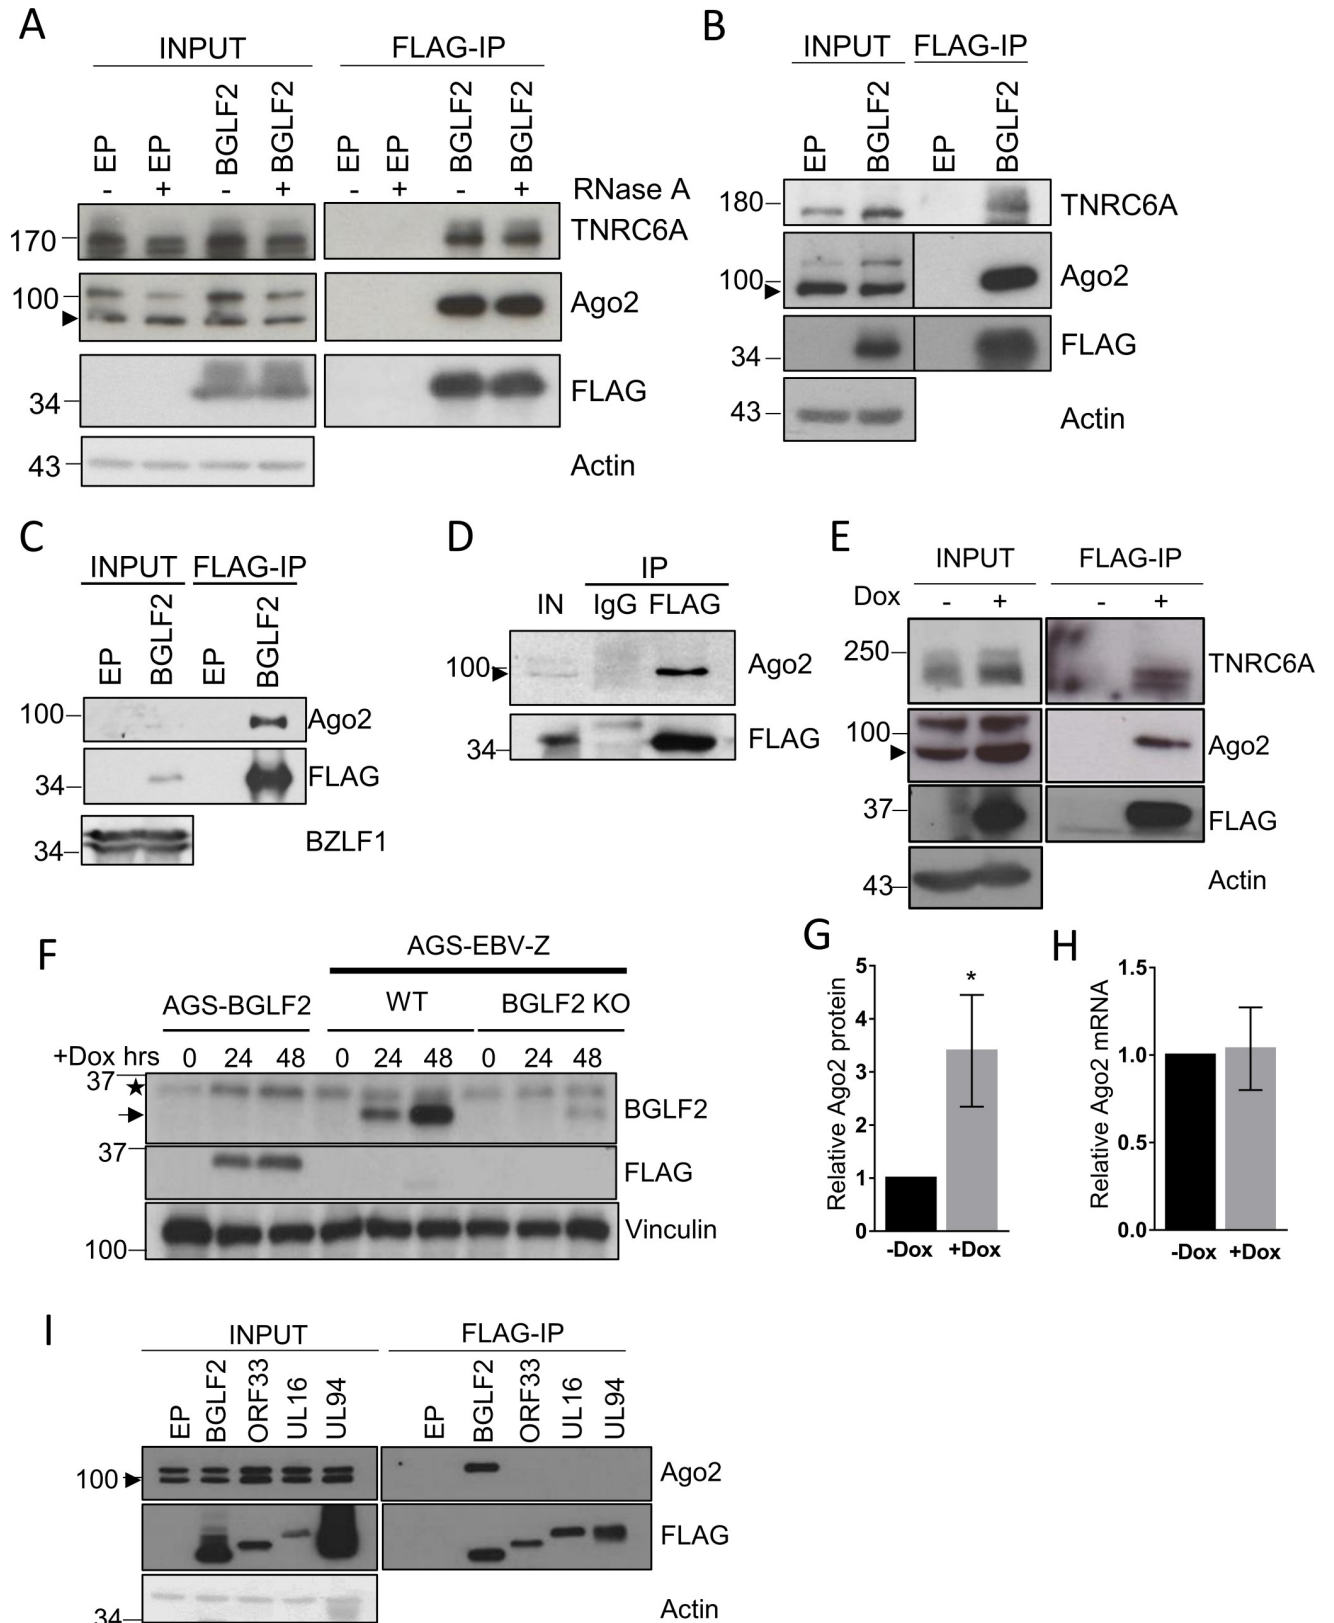 A
INPUT FLAG-IP
EP EP BGLF2 BGLF2 EP EP BGLF2 BGLF2
- + - + - + - + RNase A
170 TNRC6A
100 Ago2
34 FLAG
43 Actin
B
INPUT FLAG-IP
EP BGLF2 EP BGLF2
180 TNRC6A
100 Ago2
34 FLAG
43 Actin
C
INPUT FLAG-IP
EP BGLF2 EP BGLF2
100 Ago2
34 FLAG
34 BZLF1
D
IP
IN IgG FLAG
100 Ago2
34 FLAG
E
INPUT FLAG-IP
Dox - + - +
250 TNRC6A
100 Ago2
37 FLAG
43 Actin
F
AGS-EBV-Z
AGS-BGLF2 WT BGLF2 KO
+Dox hrs 0 24 48 0 24 48 0 24 48
37 BGLF2
37 FLAG
Vinculin
100
G
Relative Ago2 protein
5
4
3
2
1
0
*
-Dox +Dox
H
Relative Ago2 mRNA
1.5
1.0
0.5
0.0
-Dox +Dox
I
INPUT FLAG-IP
EP BGLF2 ORF33 UL16 UL94 EP BGLF2 ORF33 UL16 UL94
100 Ago2
FLAG
34 Actin